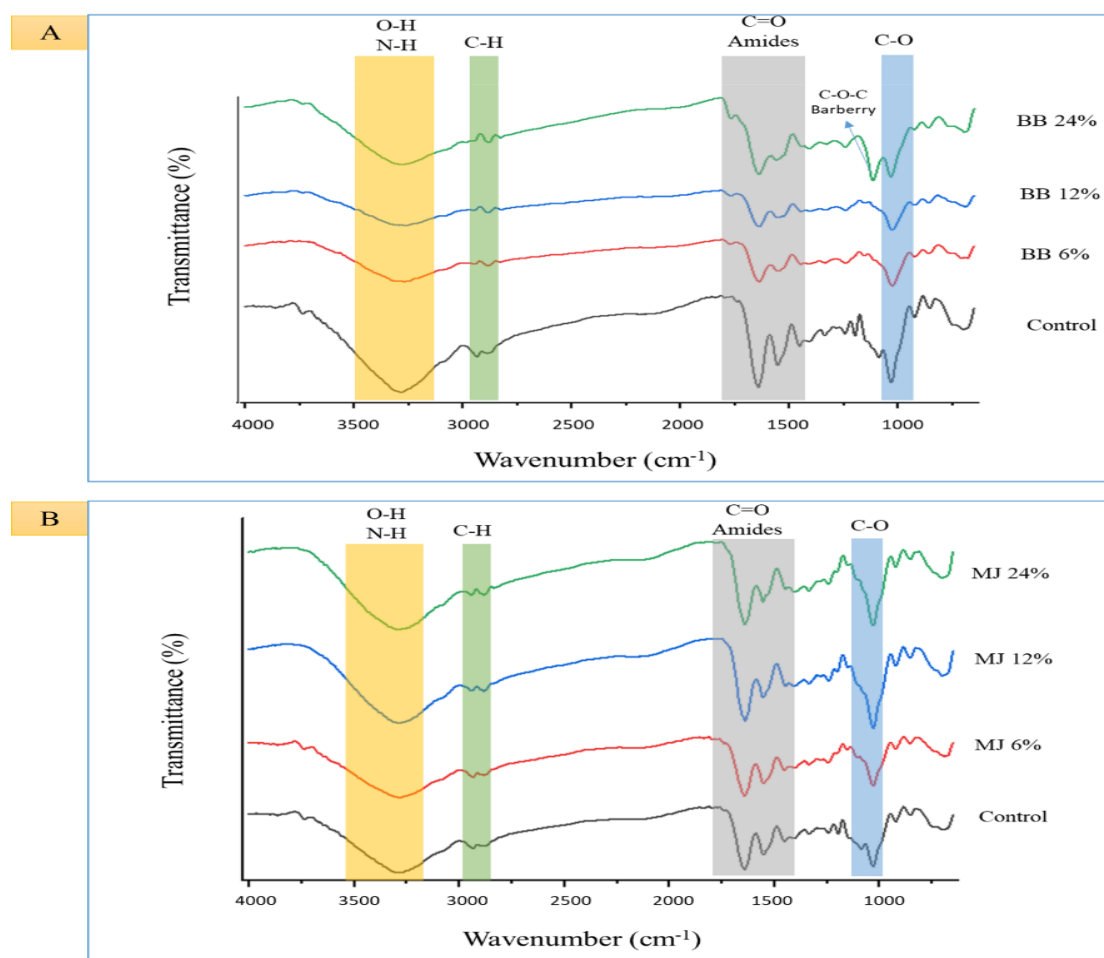 A
O-H
N-H
C-H
C=O
Amides
C-O
C-O-C
Barberry
BB 24%
BB 12%
BB 6%
Control
Transmittance (%)
4000 3500 3000 2500 2000 1500 1000
Wavenumber (cm⁻¹)
B
O-H
N-H
C-H
C=O
Amides
C-O
MJ 24%
MJ 12%
MJ 6%
Control
Transmittance (%)
4000 3500 3000 2500 2000 1500 1000
Wavenumber (cm⁻¹)